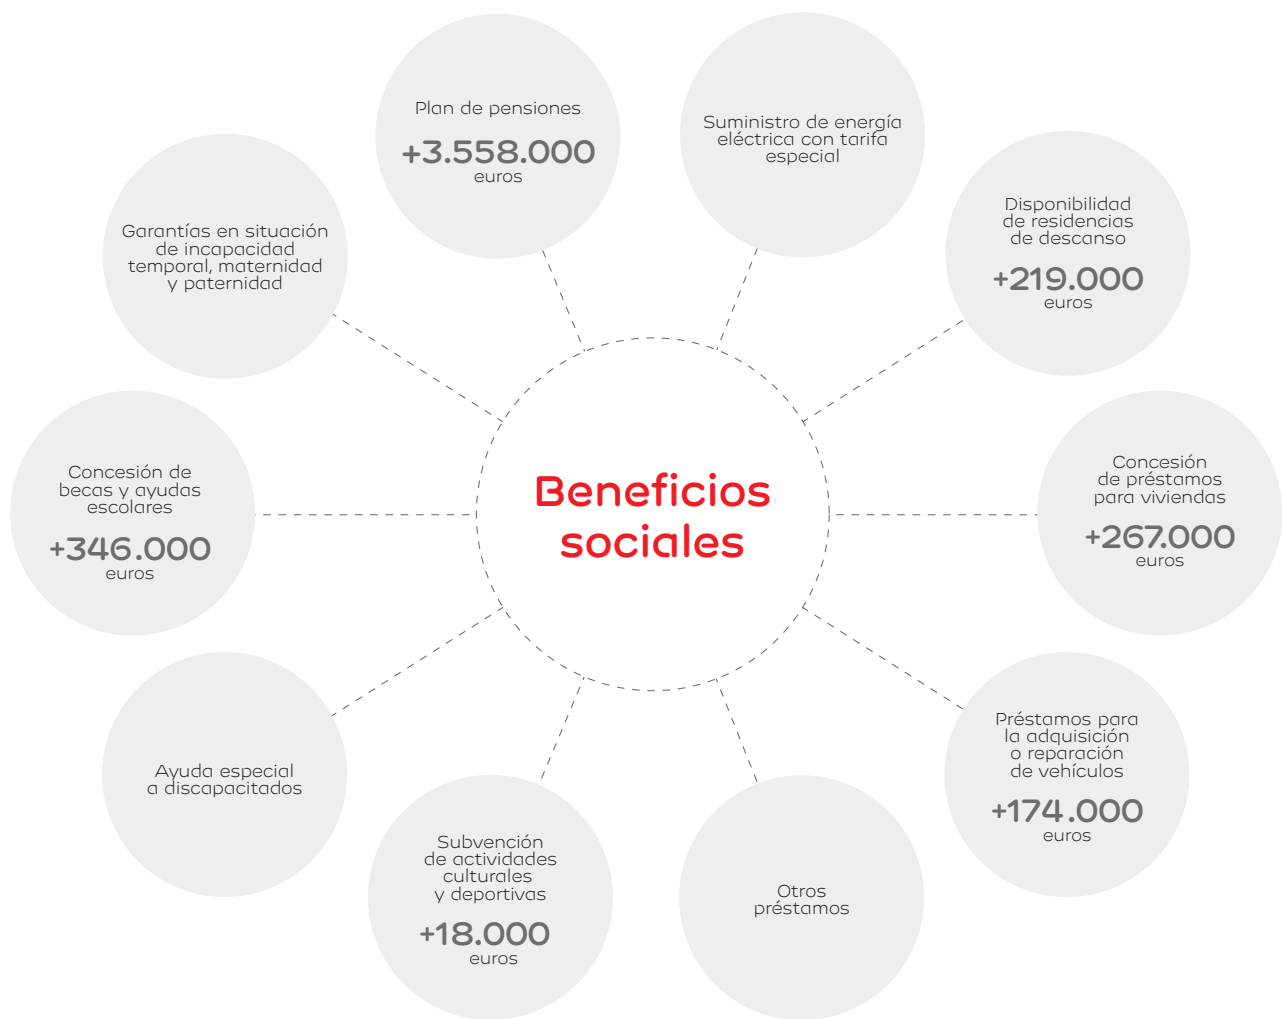 Plan de pensiones
+3.558.000
euros
Suministro de energía
eléctrica con tarifa
especial
Disponibilidad
de residencias
de descanso
+219.000
euros
Garantías en situación
de incapacidad
temporal, maternidad
y paternidad
Concesión de
becas y ayudas
escolares
+346.000
euros
Beneficios
sociales
Concesión
de préstamos
para viviendas
+267.000
euros
Ayuda especial
a discapacitados
Préstamos para
la adquisición
o reparación
de vehículos
+174.000
euros
Subvención
de actividades
culturales
y deportivas
+18.000
euros
Otros
préstamos